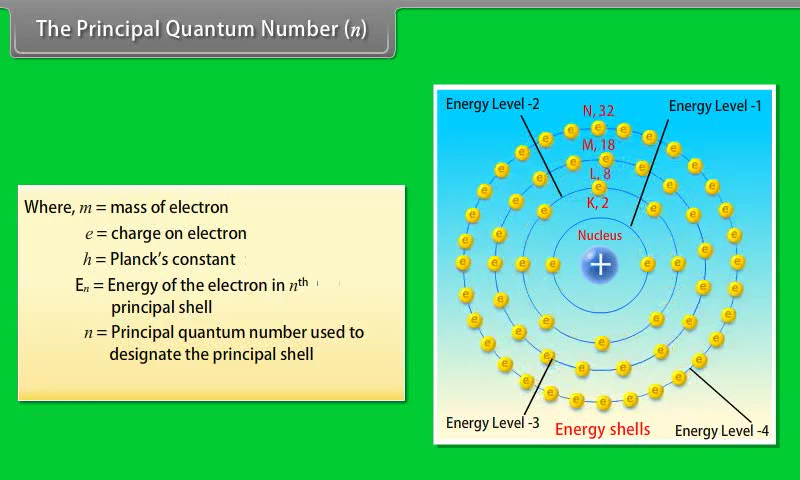 The Principal Quantum Number (n)
Where, m = mass of electron
e = charge on electron
h = Planck's constant
En = Energy of the electron in nth
principal shell
n = Principal quantum number used to
designate the principal shell
Energy Level -2
Energy Level -1
N, 32
M, 18
L, 8
K, 2
Nucleus
+
e e e e e e e e e e e e e e e e e e e e e e e e e e e e e e e e
e e e e e e e e e e e e e e e e e e
e e e e e e e e
e e
Energy Level -3
Energy shells
Energy Level -4